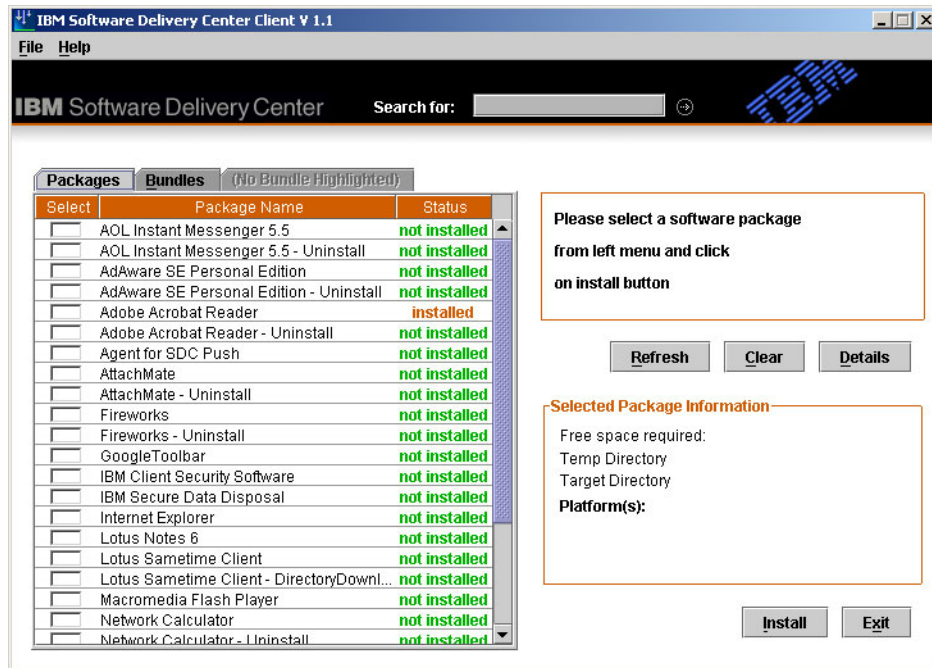 IBM Software Delivery Center Client V 1.1
File Help
IBM Software Delivery Center
Search for:
IBM
Packages Bundles (No Bundle Highlighted)
Select Package Name Status
AOL Instant Messenger 5.5 not installed
AOL Instant Messenger 5.5 - Uninstall not installed
AdAware SE Personal Edition not installed
AdAware SE Personal Edition - Uninstall not installed
Adobe Acrobat Reader installed
Adobe Acrobat Reader - Uninstall not installed
Agent for SDC Push not installed
AttachMate not installed
AttachMate - Uninstall not installed
Fireworks not installed
Fireworks - Uninstall not installed
GoogleToolbar not installed
IBM Client Security Software not installed
IBM Secure Data Disposal not installed
Internet Explorer not installed
Lotus Notes 6 not installed
Lotus Sametime Client not installed
Lotus Sametime Client - DirectoryDownl... not installed
Macromedia Flash Player not installed
Network Calculator not installed
Network Calculator - Uninstall not installed
Please select a software package
from left menu and click
on install button
Refresh Clear Details
Selected Package Information
Free space required:
Temp Directory
Target Directory
Platform(s):
Install Exit